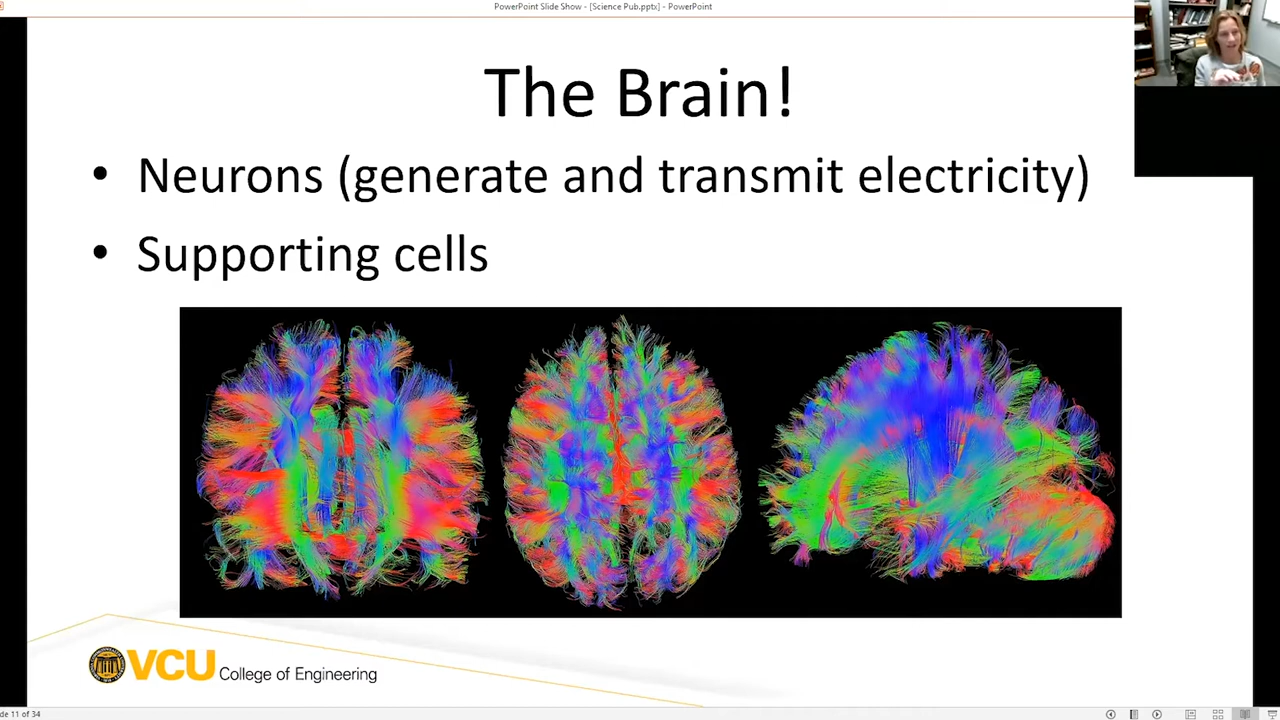 PowerPoint Slide Show - [Science Pub.pptx] - PowerPoint
The Brain!
• Neurons (generate and transmit electricity)
• Supporting cells
VCU College of Engineering
de 11 of 34